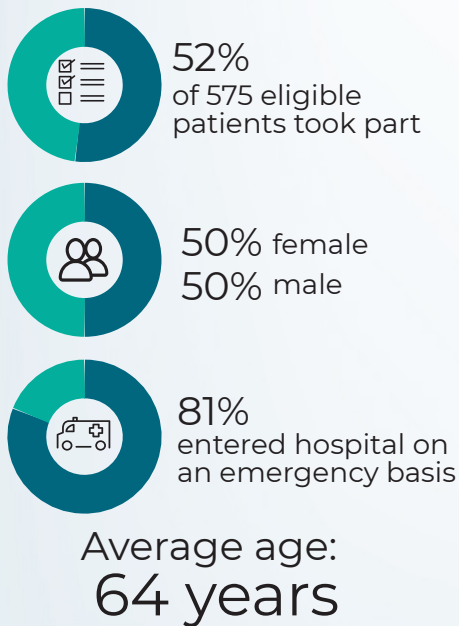 52%
of 575 eligible
patients took part
50% female
50% male
81%
entered hospital on
an emergency basis
Average age:
64 years